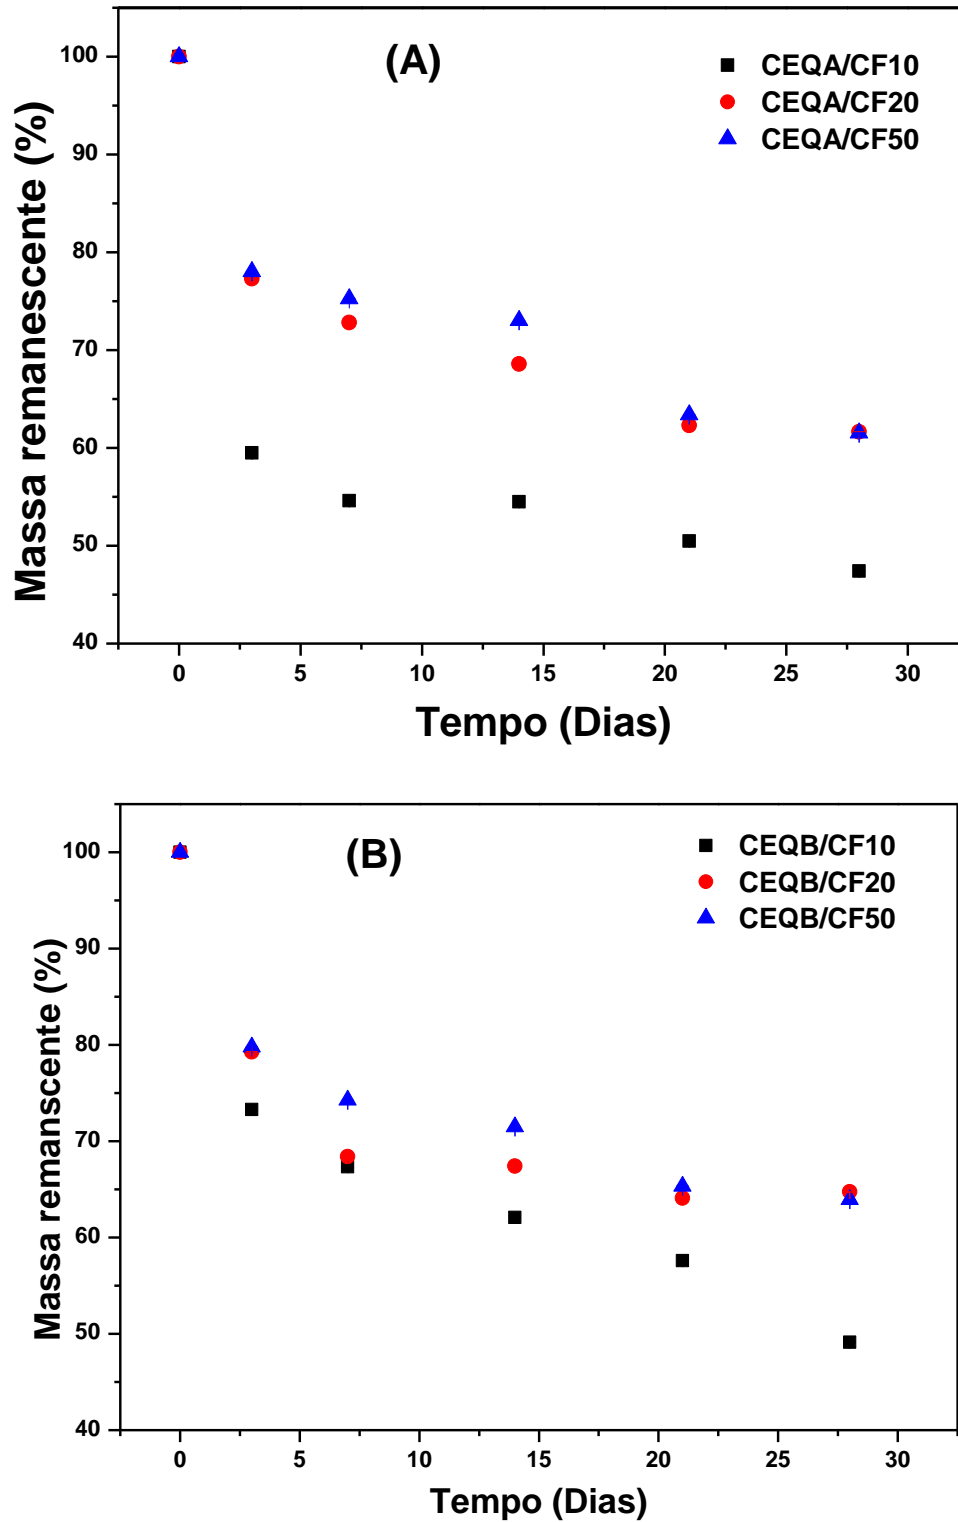 (A)
CEQA/CF10
CEQA/CF20
CEQA/CF50
Massa remanescente (%)
100
90
80
70
60
50
40
0 5 10 15 20 25 30
Tempo (Dias)
(B)
CEQB/CF10
CEQB/CF20
CEQB/CF50
Massa remanscente (%)
100
90
80
70
60
50
40
0 5 10 15 20 25 30
Tempo (Dias)